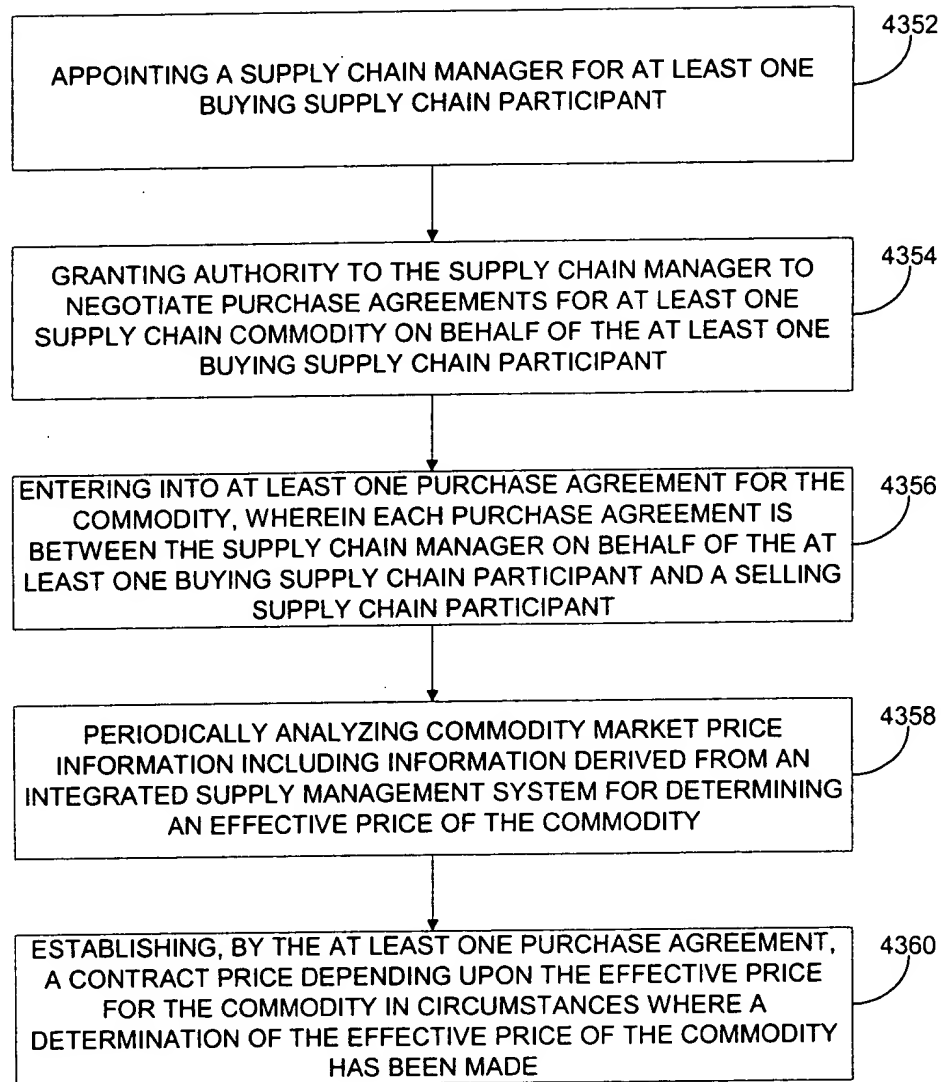 4352
APPOINTING A SUPPLY CHAIN MANAGER FOR AT LEAST ONE
BUYING SUPPLY CHAIN PARTICIPANT
4354
GRANTING AUTHORITY TO THE SUPPLY CHAIN MANAGER TO
NEGOTIATE PURCHASE AGREEMENTS FOR AT LEAST ONE
SUPPLY CHAIN COMMODITY ON BEHALF OF THE AT LEAST ONE
BUYING SUPPLY CHAIN PARTICIPANT
4356
ENTERING INTO AT LEAST ONE PURCHASE AGREEMENT FOR THE
COMMODITY, WHEREIN EACH PURCHASE AGREEMENT IS
BETWEEN THE SUPPLY CHAIN MANAGER ON BEHALF OF THE AT
LEAST ONE BUYING SUPPLY CHAIN PARTICIPANT AND A SELLING
SUPPLY CHAIN PARTICIPANT
4358
PERIODICALLY ANALYZING COMMODITY MARKET PRICE
INFORMATION INCLUDING INFORMATION DERIVED FROM AN
INTEGRATED SUPPLY MANAGEMENT SYSTEM FOR DETERMINING
AN EFFECTIVE PRICE OF THE COMMODITY
4360
ESTABLISHING, BY THE AT LEAST ONE PURCHASE AGREEMENT,
A CONTRACT PRICE DEPENDING UPON THE EFFECTIVE PRICE
FOR THE COMMODITY IN CIRCUMSTANCES WHERE A
DETERMINATION OF THE EFFECTIVE PRICE OF THE COMMODITY
HAS BEEN MADE